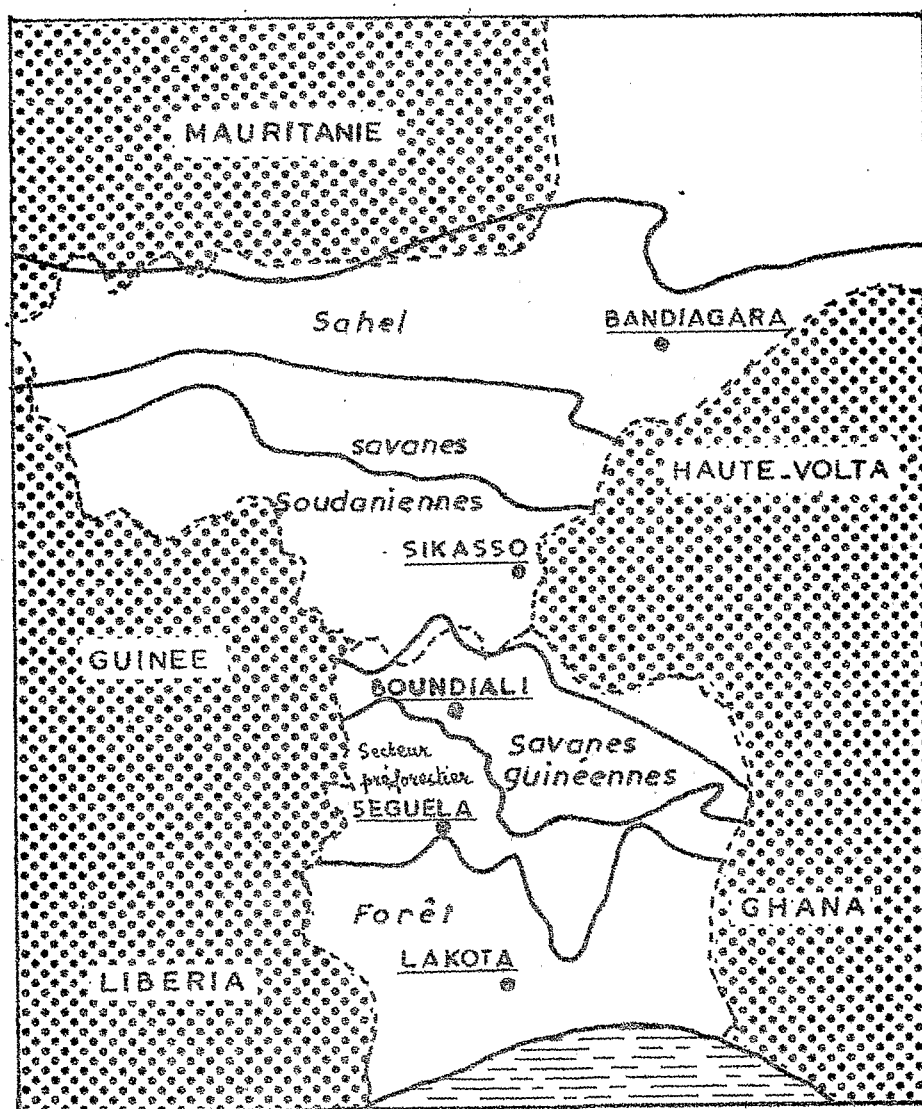 MAURITANIE
Sahel
BANDIAGARA
savanes
HAUTE-VOLTA
Soudaniennes
SIKASSO
GUINEE
BOUNDIALI
Savanes
guinéennes
Secteur
préforestier
SEGUELA
Forêt
GHANA
LAKOTA
LIBERIA